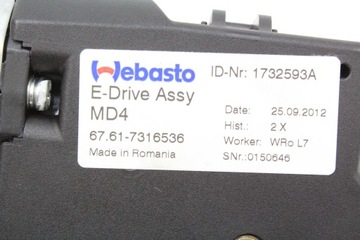 Webasto
ID-Nr: 1732593A
E-Drive Assy
MD4
Date: 25.09.2012
Hist.: 2 X
67.61-7316536
Worker: WRo L7
Made in Romania
SNr.:0150646